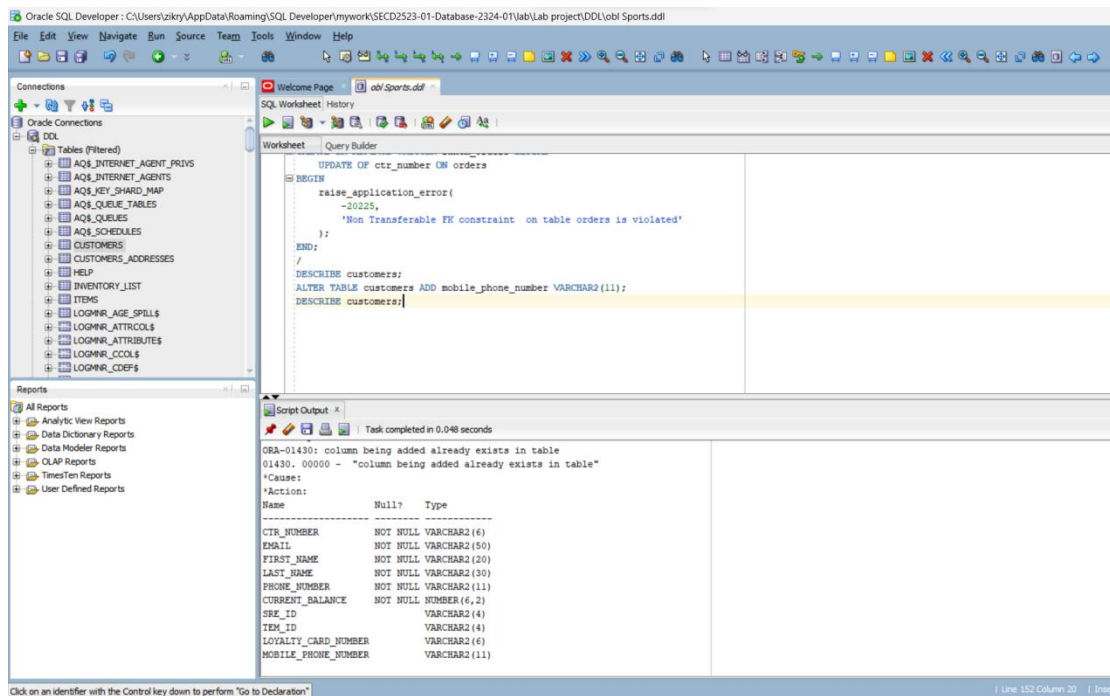 Oracle SQL Developer : C:\Users\zikry\AppData\Roaming\SQL Developer\mywork\SECD2523-01-Database-2324-01\lab\Lab project\DDL\obl Sports.ddl
File Edit View Navigate Run Source Team Tools Window Help
Connections
Oracle Connections
DDL
Tables (Filtered)
AQ$_INTERNET_AGENT_PRIVS
AQ$_INTERNET_AGENTS
AQ$_KEY_SHARD_MAP
AQ$_QUEUE_TABLES
AQ$_QUEUES
AQ$_SCHEDULES
CUSTOMERS
CUSTOMERS_ADDRESSES
HELP
INVENTORY_LIST
ITEMS
LOGMNR_AGE_SPILL$
LOGMNR_ATTRCOL$
LOGMNR_ATTRIBUTE$
LOGMNR_CCOL$
LOGMNR_CDEF$
Reports
All Reports
Analytic View Reports
Data Dictionary Reports
Data Modeler Reports
OLAP Reports
TimesTen Reports
User Defined Reports
Welcome Page obl Sports.ddl
SQL Worksheet History
Worksheet Query Builder
UPDATE OF ctr_number ON orders
BEGIN
raise_application_error(
-20225,
'Non Transferable FK constraint on table orders is violated'
);
END;
/
DESCRIBE customers;
ALTER TABLE customers ADD mobile_phone_number VARCHAR2(11);
DESCRIBE customers;
Script Output x
Task completed in 0.048 seconds
ORA-01430: column being added already exists in table
01430. 00000 - "column being added already exists in table"
*Cause:
*Action:
Name Null? Type
------------------- -------- ------------
CTR_NUMBER NOT NULL VARCHAR2(6)
EMAIL NOT NULL VARCHAR2(50)
FIRST_NAME NOT NULL VARCHAR2(20)
LAST_NAME NOT NULL VARCHAR2(30)
PHONE_NUMBER NOT NULL VARCHAR2(11)
CURRENT_BALANCE NOT NULL NUMBER(6,2)
SRE_ID VARCHAR2(4)
TEM_ID VARCHAR2(4)
LOYALTY_CARD_NUMBER VARCHAR2(6)
MOBILE_PHONE_NUMBER VARCHAR2(11)
Click on an identifier with the Control key down to perform "Go to Declaration"
Line 152 Column 20